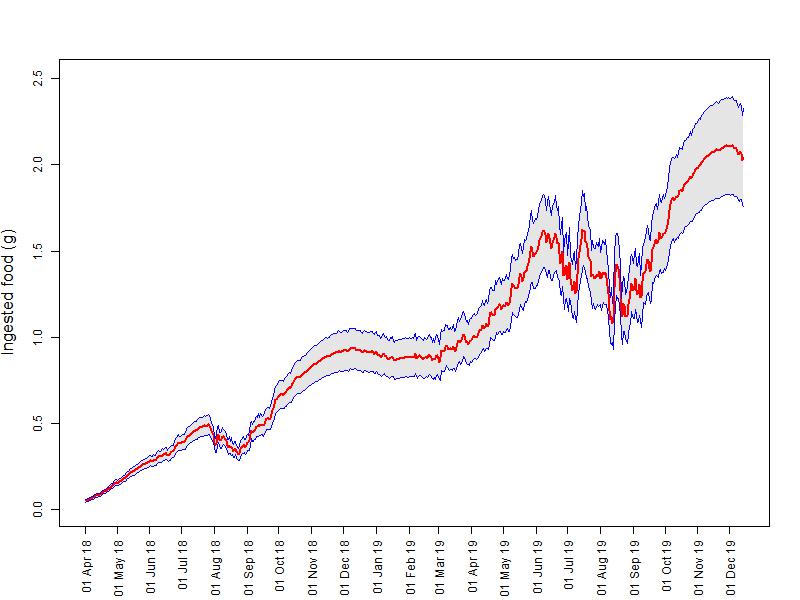 Ingested food (g)
2.5
2.0
1.5
1.0
0.5
0.0
01 Apr 18
01 May 18
01 Jun 18
01 Jul 18
01 Aug 18
01 Sep 18
01 Oct 18
01 Nov 18
01 Dec 18
01 Jan 19
01 Feb 19
01 Mar 19
01 Apr 19
01 May 19
01 Jun 19
01 Jul 19
01 Aug 19
01 Sep 19
01 Oct 19
01 Nov 19
01 Dec 19